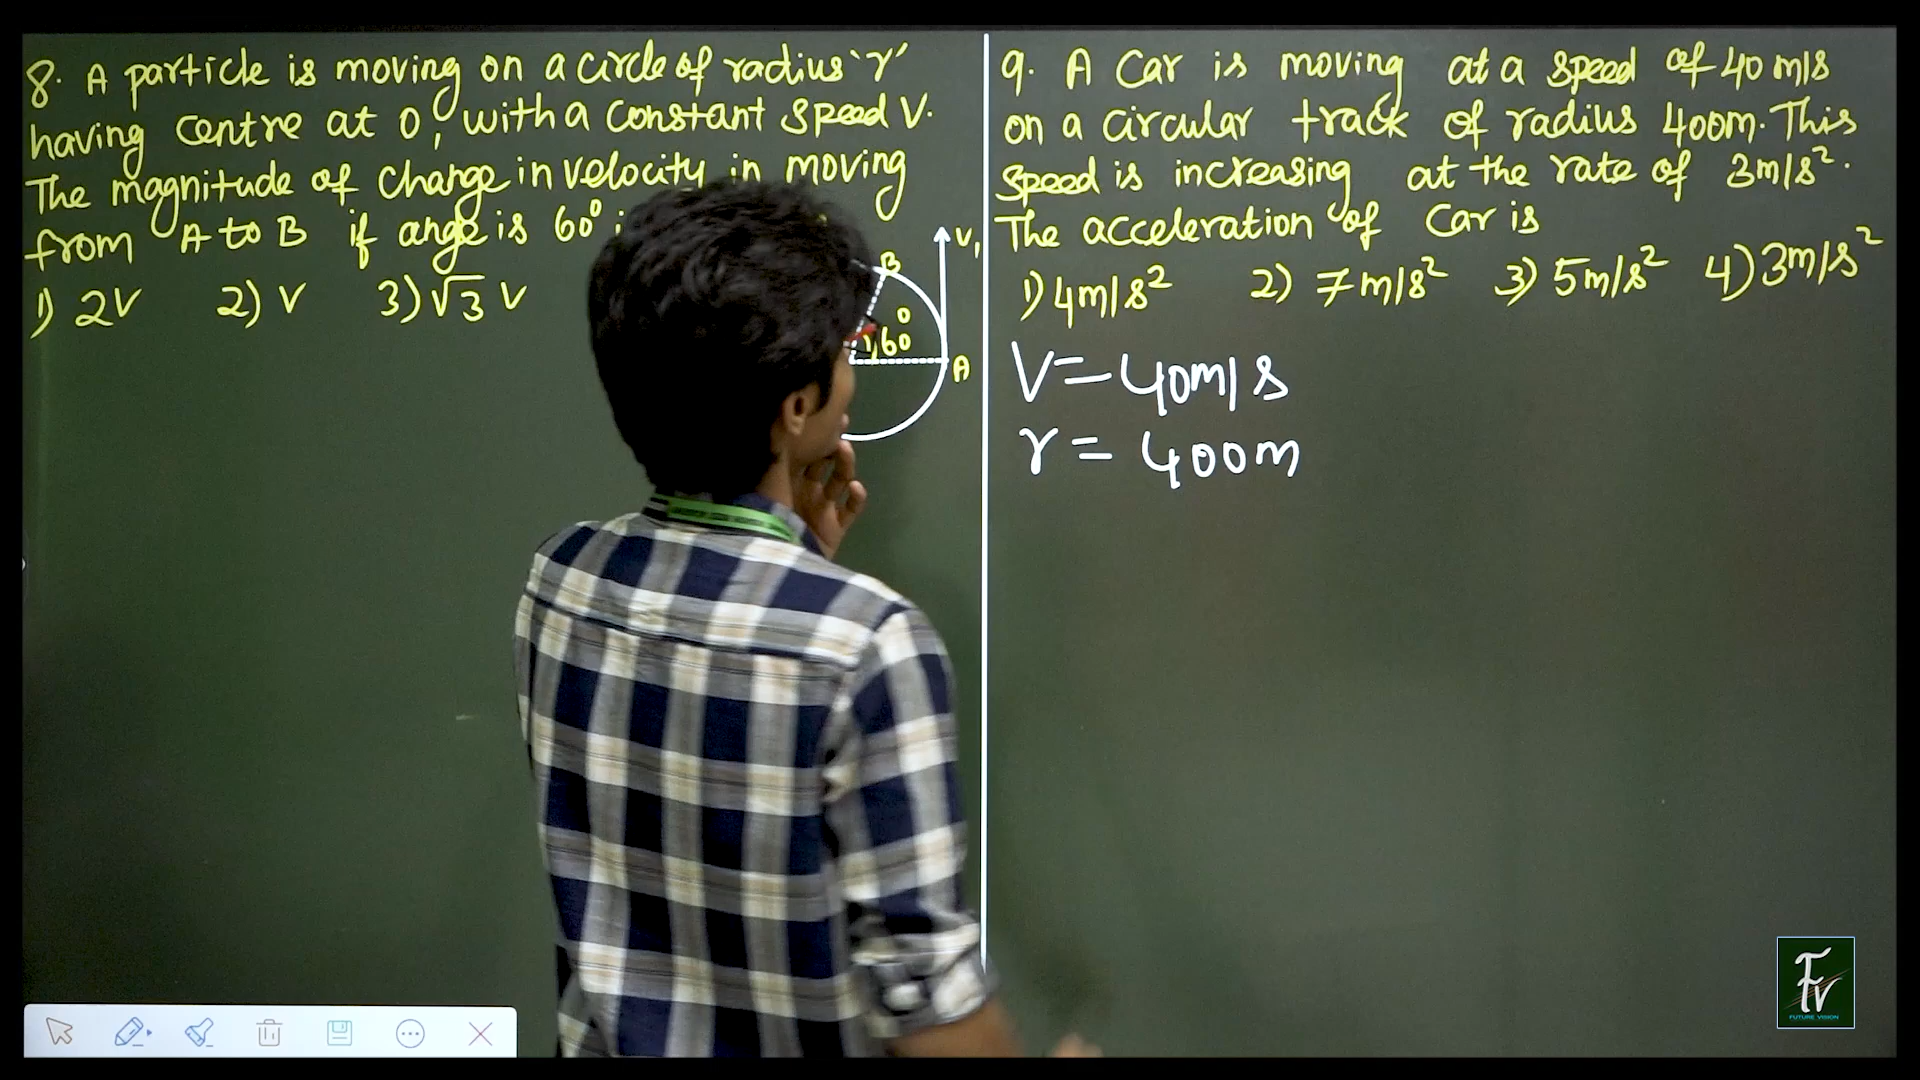 8. A particle is moving on a circle of radius 'r'
having centre at O, with a constant speed V.
The magnitude of change in velocity in moving
from A to B if angle is 60°
1) 2V 2) V 3) √3 V
B
V₁
60°
A
9. A Car is moving at a speed of 40 m/s
on a circular track of radius 400m. This
speed is increasing at the rate of 3m/s².
The acceleration of Car is
1) 4m/s² 2) 7m/s² 3) 5m/s² 4) 3m/s²
V = 40m/s
r = 400m
FV
FUTURE VISION